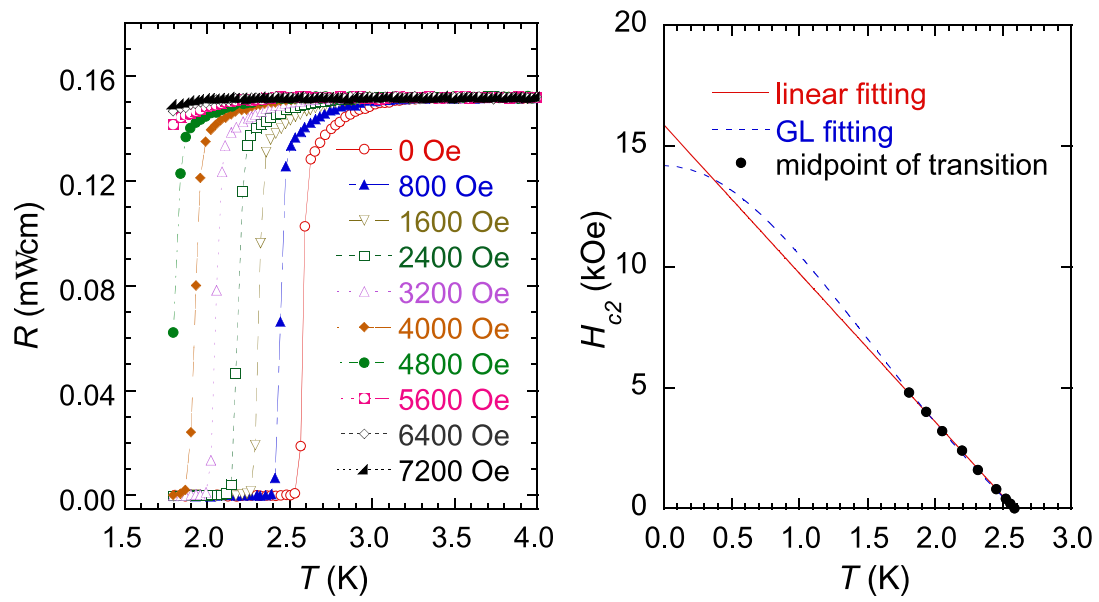 R (mWcm)
0.16
0.12
0.08
0.04
0.00
1.5 2.0 2.5 3.0 3.5 4.0
T (K)
0 Oe
800 Oe
1600 Oe
2400 Oe
3200 Oe
4000 Oe
4800 Oe
5600 Oe
6400 Oe
7200 Oe
H_{c2} (kOe)
20
15
10
5
0
0.0 0.5 1.0 1.5 2.0 2.5 3.0
T (K)
linear fitting
GL fitting
midpoint of transition